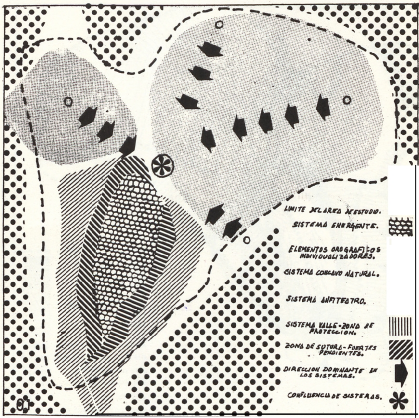 LIMITE DEL AREA DE ESTUDIO.
SISTEMA EMERGENTE.
ELEMENTOS OROGRAFICOS
INDIVIDUALIZADORES.
SISTEMA CONCAVO NATURAL.
SISTEMA ANFITEATRO.
SISTEMA VALLE-ZONA DE
PROTECCION.
ZONA DE SUTURA-FUERTES
PENDIENTES.
DIRECCION DOMINANTE EN
LOS SISTEMAS.
CONFLUENCIA DE SISTEMAS.